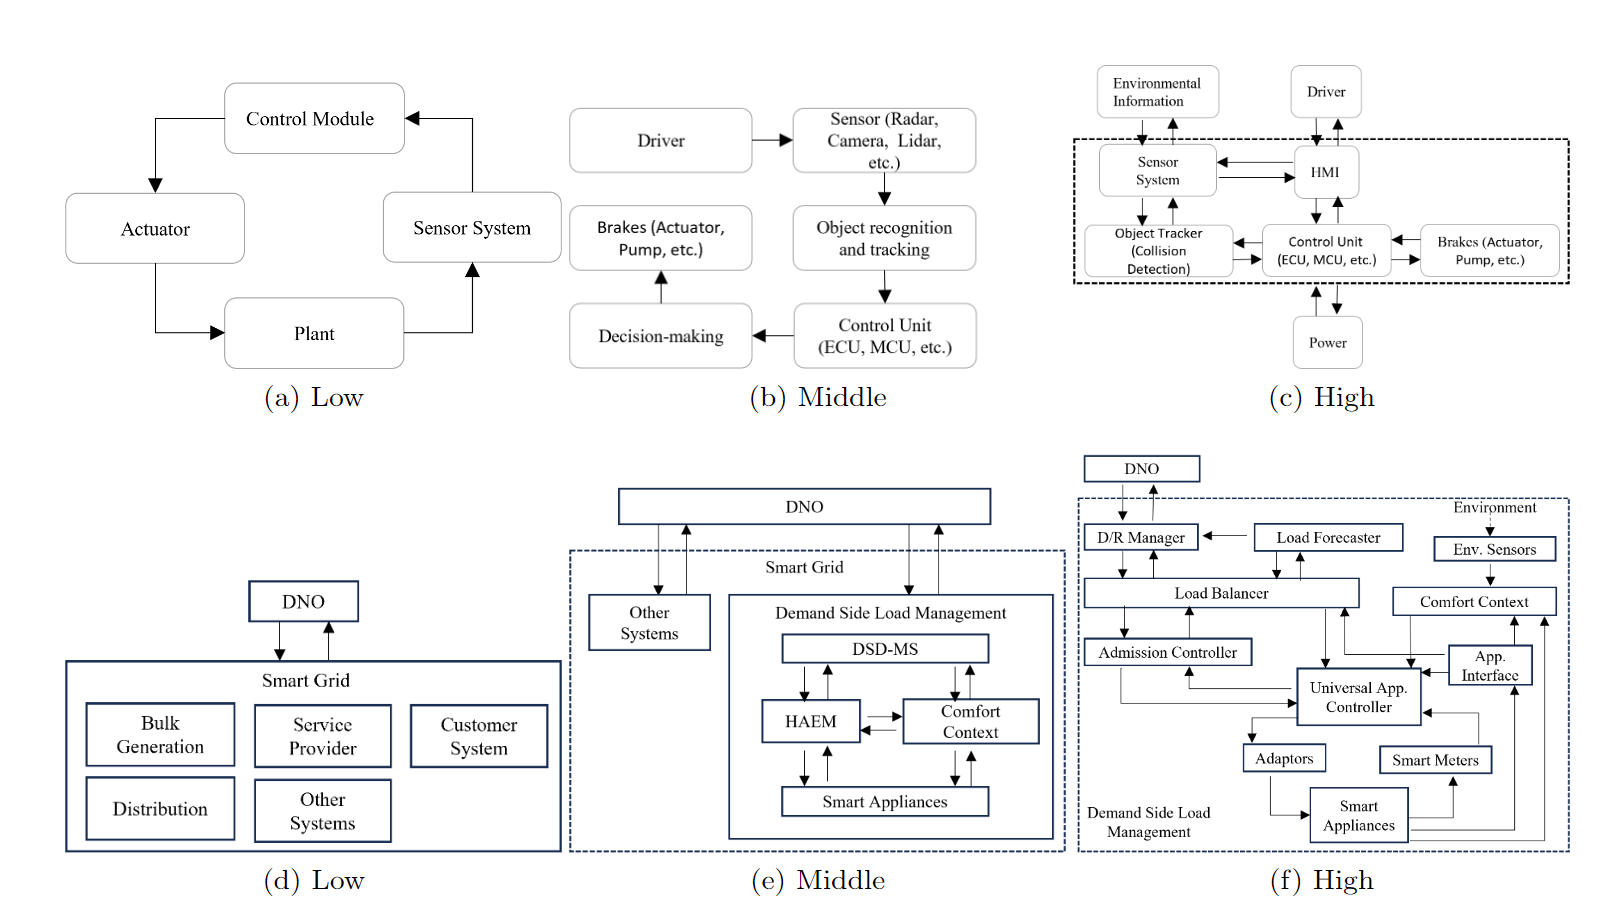 Control Module
Actuator
Sensor System
Plant
(a) Low
Driver
Sensor (Radar,
Camera, Lidar,
etc.)
Brakes (Actuator,
Pump, etc.)
Object recognition
and tracking
Decision-making
Control Unit
(ECU, MCU, etc.)
(b) Middle
Environmental
Information
Driver
Sensor
System
HMI
Object Tracker
(Collision
Detection)
Control Unit
(ECU, MCU, etc.)
Brakes (Actuator,
Pump, etc.)
Power
(c) High
DNO
Smart Grid
Bulk
Generation
Service
Provider
Customer
System
Distribution
Other
Systems
(d) Low
DNO
Smart Grid
Other
Systems
Demand Side Load Management
DSD-MS
HAEM
Comfort
Context
Smart Appliances
(e) Middle
DNO
Environment
D/R Manager
Load Forecaster
Env. Sensors
Load Balancer
Comfort Context
Admission Controller
App.
Interface
Universal App.
Controller
Adaptors
Smart Meters
Smart
Appliances
Demand Side Load
Management
(f) High